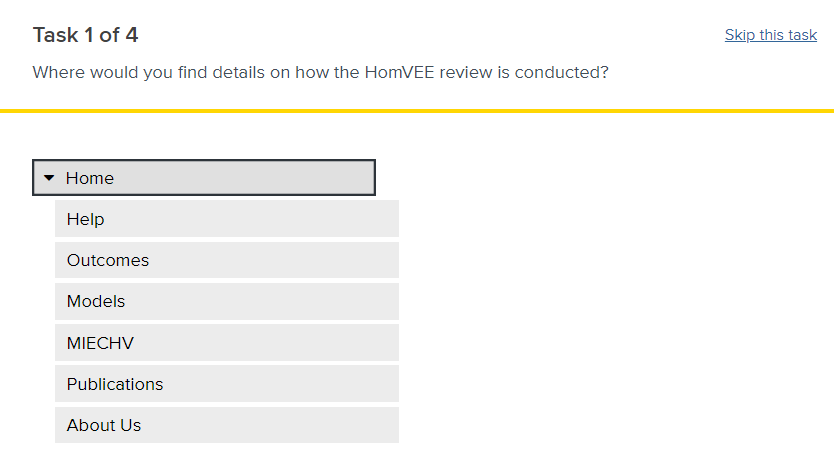 Task 1 of 4
Skip this task
Where would you find details on how the HomVEE review is conducted?
Home
Help
Outcomes
Models
MIECHV
Publications
About Us